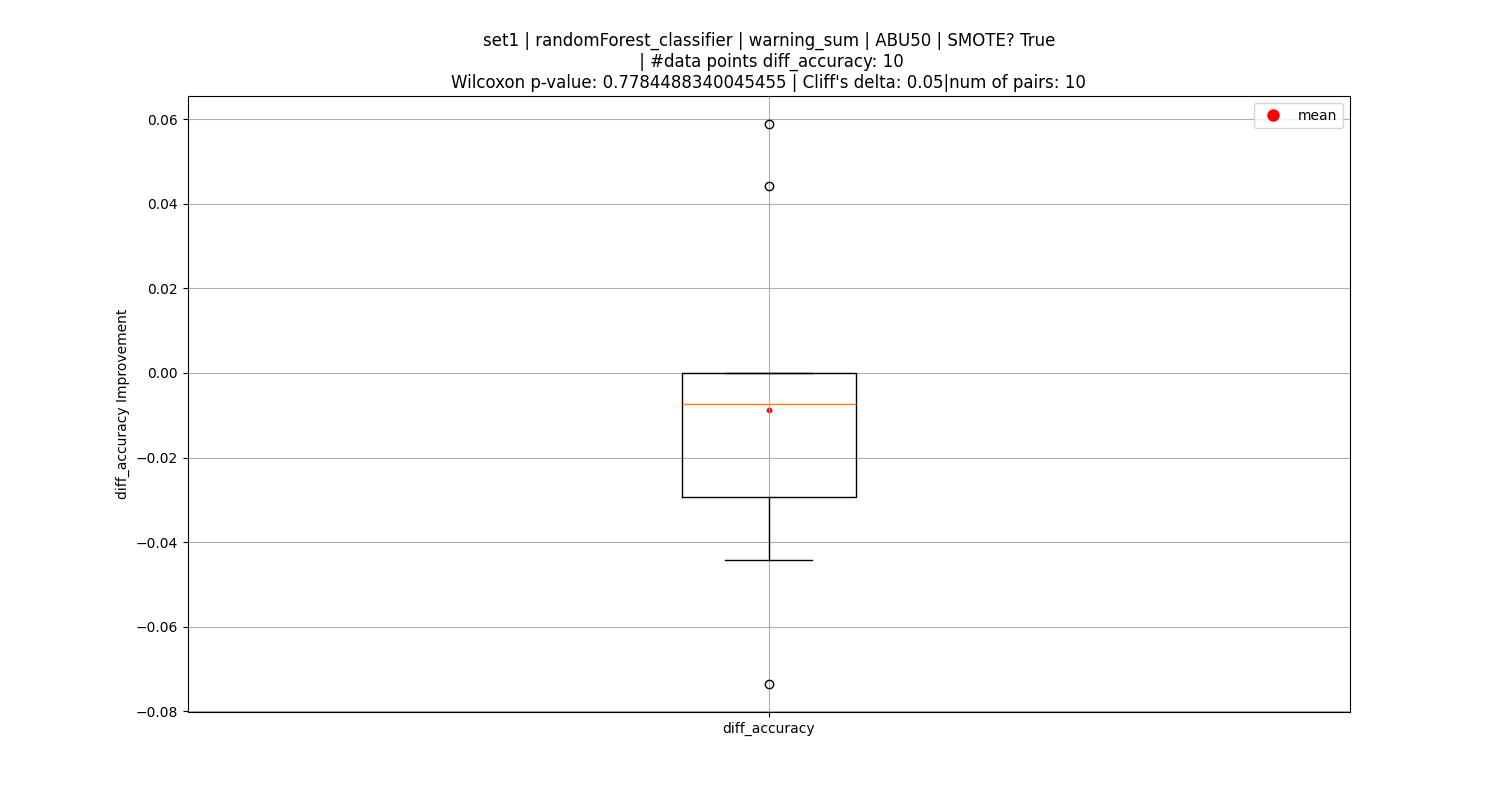 set1 | randomForest_classifier | warning_sum | ABU50 | SMOTE? True
| #data points diff_accuracy: 10
Wilcoxon p-value: 0.7784488340045455 | Cliff's delta: 0.05|num of pairs: 10
mean
0.06
0.04
0.02
0.00
−0.02
−0.04
−0.06
−0.08
diff_accuracy Improvement
diff_accuracy